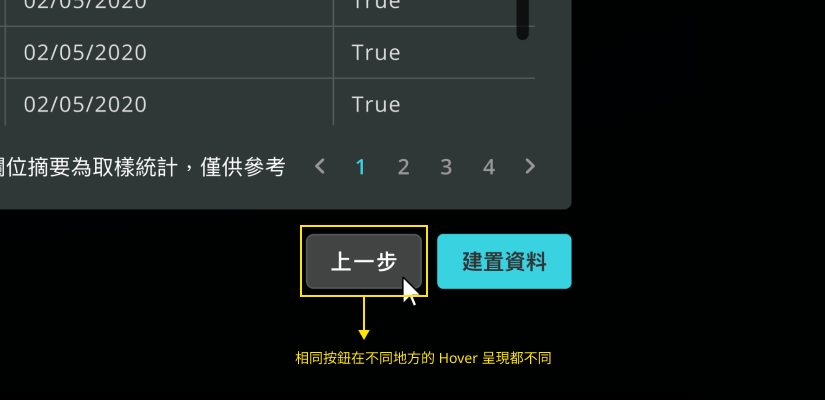 02/05/2020 True
02/05/2020 True
02/05/2020 True
位摘要為取樣統計，僅供參考 1 2 3 4
上一步 建置資料
相同按鈕在不同地方的 Hover 呈現都不同